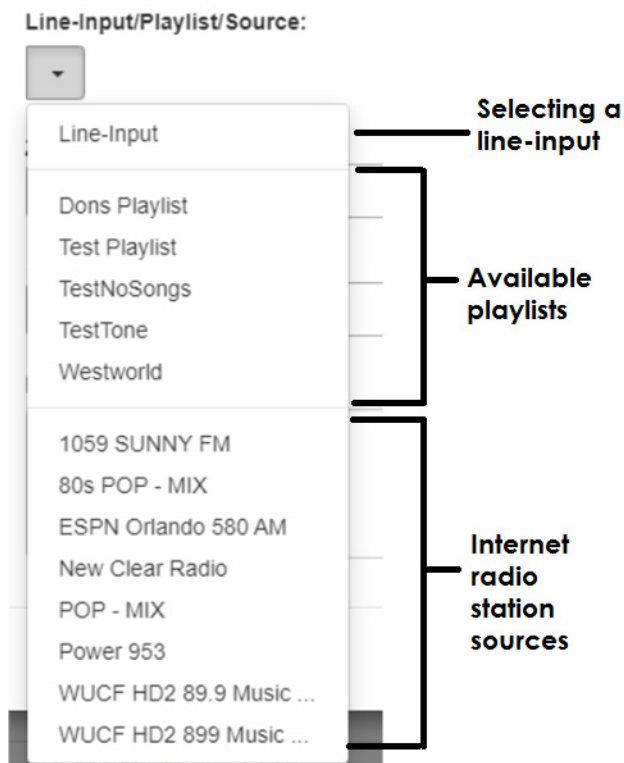 Line-Input/Playlist/Source:
Line-Input
Selecting a
line-input
Dons Playlist
Test Playlist
TestNoSongs
TestTone
Westworld
Available
playlists
1059 SUNNY FM
80s POP - MIX
ESPN Orlando 580 AM
New Clear Radio
POP - MIX
Power 953
WUCF HD2 89.9 Music ...
WUCF HD2 899 Music ...
Internet
radio
station
sources